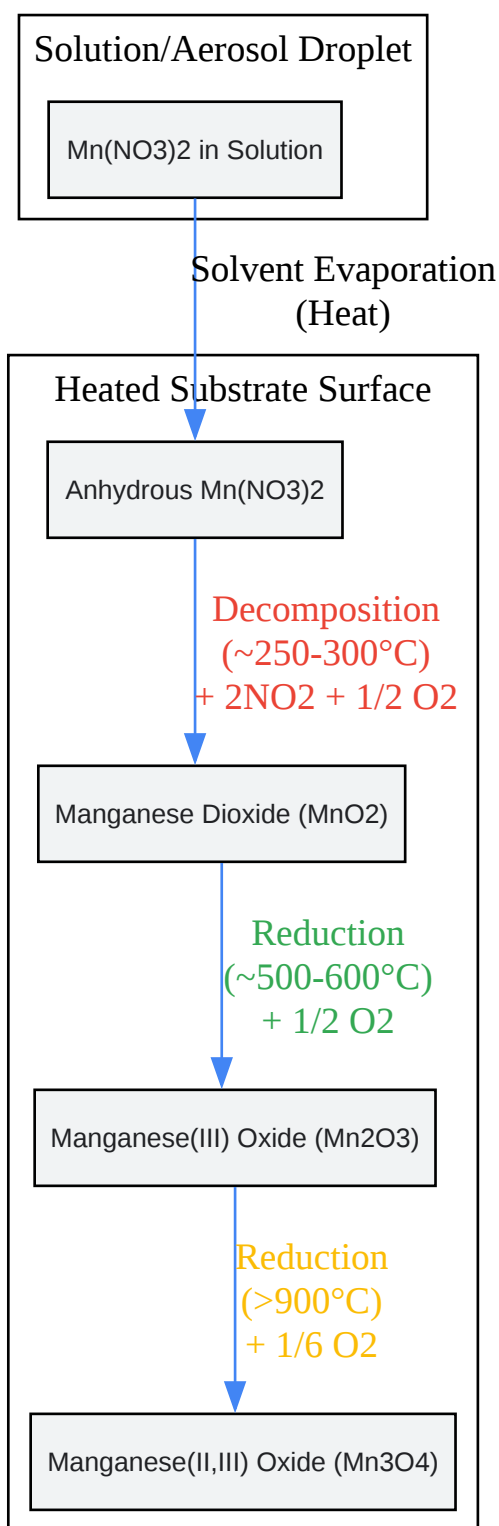 Solution/Aerosol Droplet
Mn(NO3)2 in Solution
Solvent Evaporation
(Heat)
Heated Substrate Surface
Anhydrous Mn(NO3)2
Decomposition
(~250-300°C)
+ 2NO2 + 1/2 O2
Manganese Dioxide (MnO2)
Reduction
(~500-600°C)
+ 1/2 O2
Manganese(III) Oxide (Mn2O3)
Reduction
(>900°C)
+ 1/6 O2
Manganese(II,III) Oxide (Mn3O4)